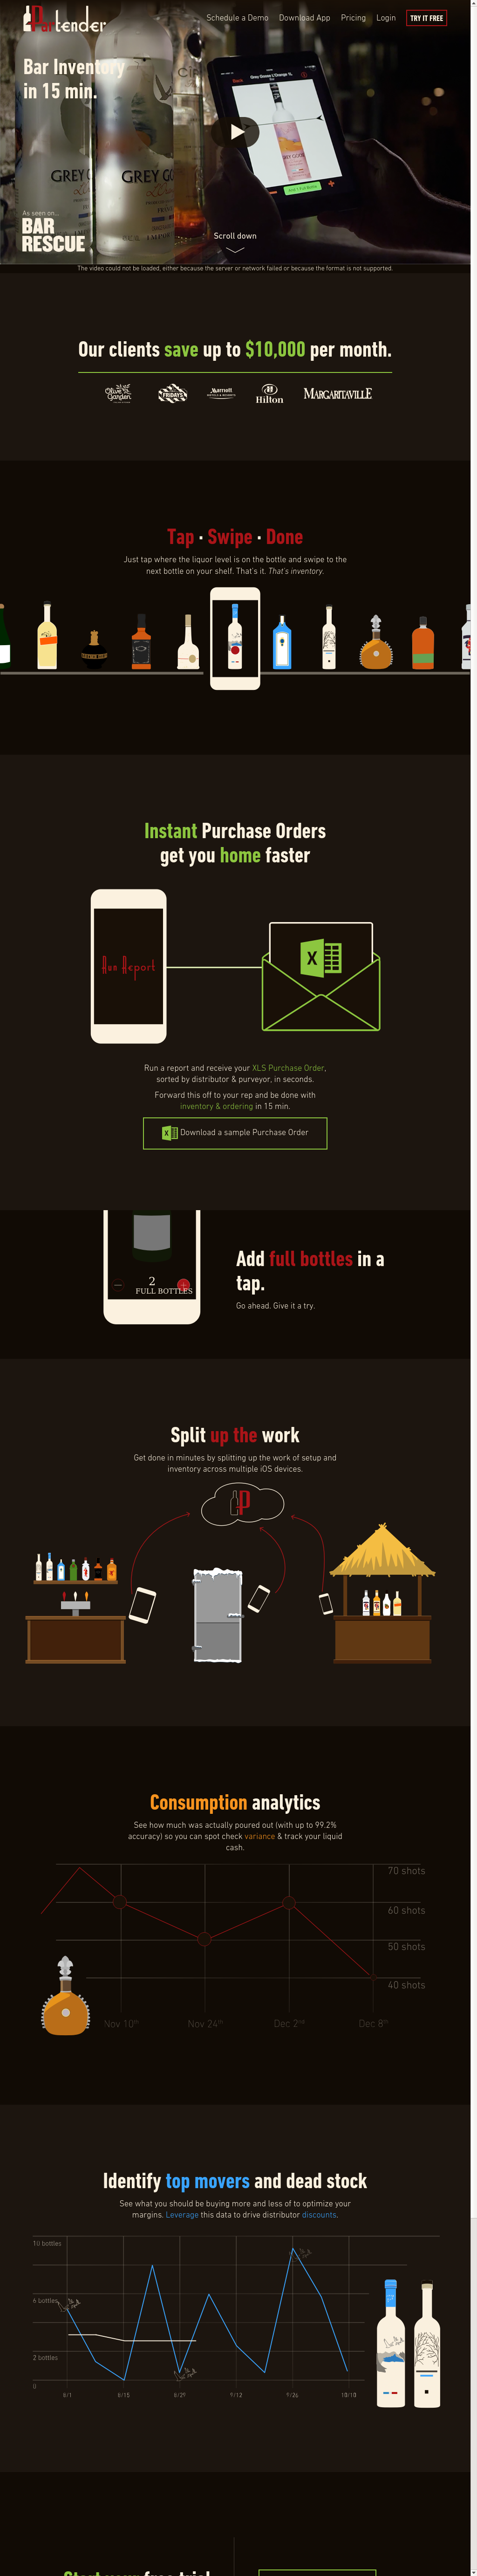 Partender
Schedule a Demo
Download App
Pricing
Login
TRY IT FREE
Bar Inventory
in 15 min.
GREY GOOSE
As seen on...
BAR
RESCUE
Scroll down
The video could not be loaded, either because the server or network failed or because the format is not supported.
Our clients save up to $10,000 per month.
Olive Garden
FRIDAYS
Marriott
HOTELS & RESORTS
Hilton
MARGARITAVILLE
Tap · Swipe · Done
Just tap where the liquor level is on the bottle and swipe to the
next bottle on your shelf. That's it. That's inventory.
Instant Purchase Orders
get you home faster
Run Report
X
Run a report and receive your XLS Purchase Order,
sorted by distributor & purveyor, in seconds.
Forward this off to your rep and be done with
inventory & ordering in 15 min.
Download a sample Purchase Order
2
FULL BOTTLES
Add full bottles in a
tap.
Go ahead. Give it a try.
Split up the work
Get done in minutes by splitting up the work of setup and
inventory across multiple iOS devices.
Consumption analytics
See how much was actually poured out (with up to 99.2%
accuracy) so you can spot check variance & track your liquid
cash.
70 shots
60 shots
50 shots
40 shots
Nov 10th
Nov 24th
Dec 2nd
Dec 8th
Identify top movers and dead stock
See what you should be buying more and less of to optimize your
margins. Leverage this data to drive distributor discounts.
10 bottles
6 bottles
2 bottles
0
8/1
8/15
8/29
9/12
9/26
10/10
Start your free trial